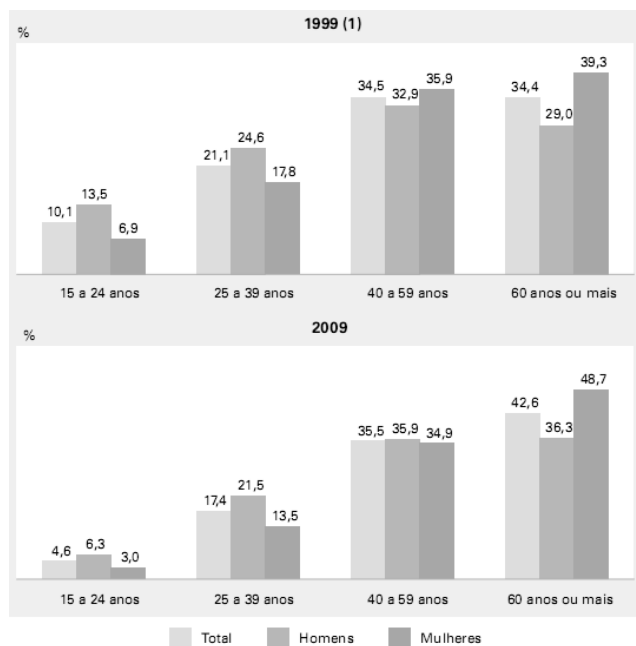 1999 (1)
%
10,1 13,5 6,9 21,1 24,6 17,8 34,5 32,9 35,9 34,4 29,0 39,3
15 a 24 anos 25 a 39 anos 40 a 59 anos 60 anos ou mais
2009
%
4,6 6,3 3,0 17,4 21,5 13,5 35,5 35,9 34,9 42,6 36,3 48,7
15 a 24 anos 25 a 39 anos 40 a 59 anos 60 anos ou mais
Total Homens Mulheres